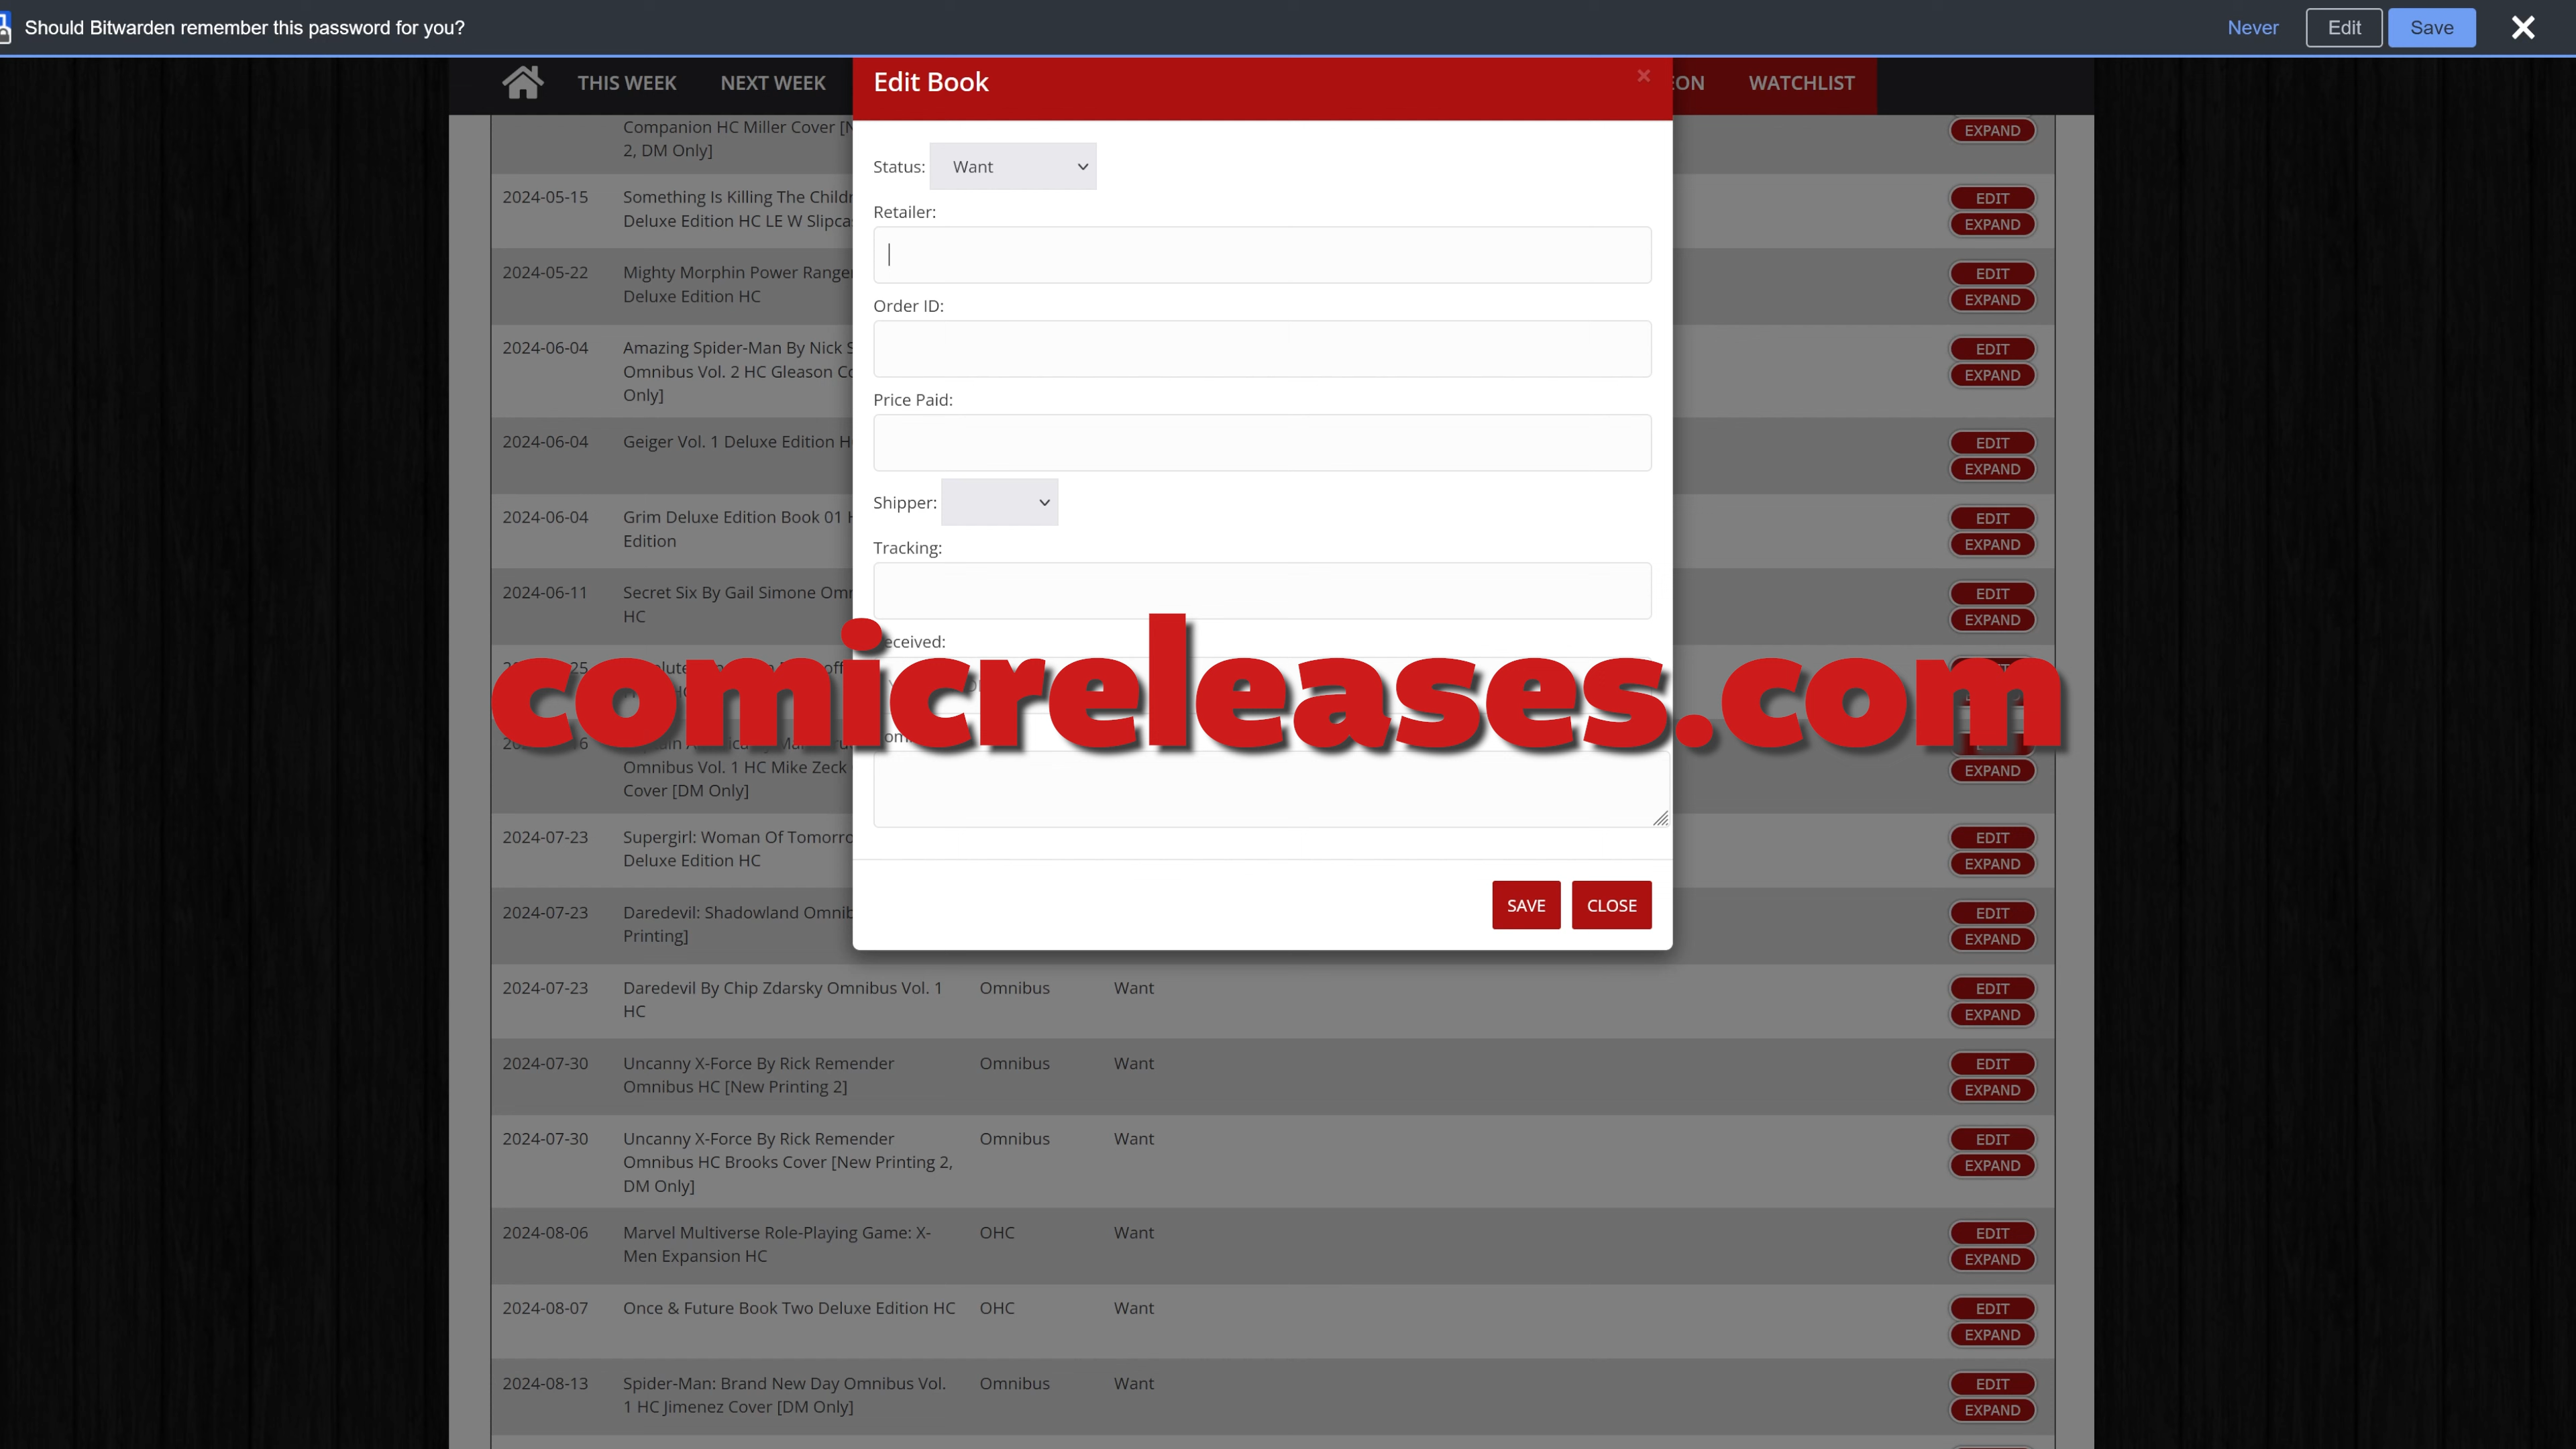 Should Bitwarden remember this password for you?
Never
Edit
Save
THIS WEEK
NEXT WEEK
WATCHLIST
Edit Book
Status:
Want
Retailer:
Order ID:
Price Paid:
Shipper:
Tracking:
comicreleases.com
SAVE
CLOSE
Companion HC Miller Cover
2, DM Only]
EXPAND
2024-05-15
Something Is Killing The
Deluxe Edition HC LE W
EDIT
EXPAND
2024-05-22
Mighty Morphin Power
Deluxe Edition HC
EDIT
EXPAND
2024-06-04
Amazing Spider-Man By Nick
Omnibus Vol. 2 HC Gleason
Only]
EDIT
EXPAND
2024-06-04
Geiger Vol. 1 Deluxe Edition
EDIT
EXPAND
2024-06-04
Grim Deluxe Edition Book 01
Edition
EDIT
EXPAND
2024-06-11
Secret Six By Gail Simone
HC
EDIT
EXPAND
Omnibus Vol. 1 HC Mike Zeck
Cover [DM Only]
EXPAND
2024-07-23
Supergirl: Woman Of
Deluxe Edition HC
EDIT
EXPAND
2024-07-23
Daredevil: Shadowland
Printing]
EDIT
EXPAND
2024-07-23
Daredevil By Chip Zdarsky Omnibus Vol. 1
HC
Omnibus
Want
EDIT
EXPAND
2024-07-30
Uncanny X-Force By Rick Remender
Omnibus HC [New Printing 2]
Omnibus
Want
EDIT
EXPAND
2024-07-30
Uncanny X-Force By Rick Remender
Omnibus HC Brooks Cover [New Printing 2,
DM Only]
Omnibus
Want
EDIT
EXPAND
2024-08-06
Marvel Multiverse Role-Playing Game: X-
Men Expansion HC
OHC
Want
EDIT
EXPAND
2024-08-07
Once & Future Book Two Deluxe Edition HC
OHC
Want
EDIT
EXPAND
2024-08-13
Spider-Man: Brand New Day Omnibus Vol.
1 HC Jimenez Cover [DM Only]
Omnibus
Want
EDIT
EXPAND